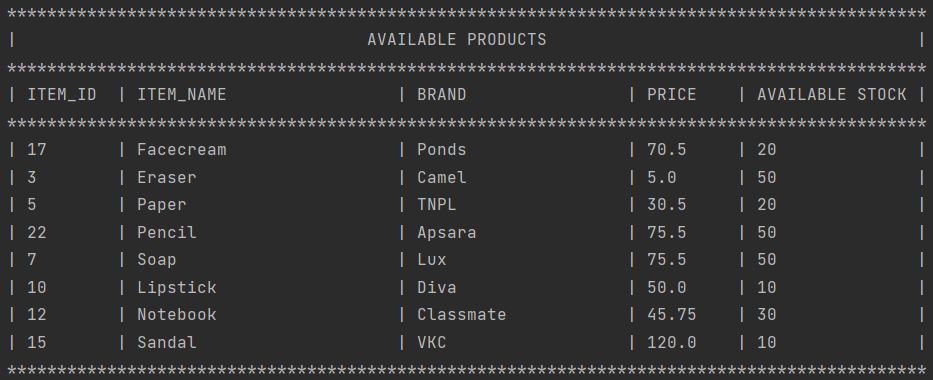 ********************************************************************************************
|                                   AVAILABLE PRODUCTS                                     |
********************************************************************************************
| ITEM_ID  | ITEM_NAME                 | BRAND                | PRICE    | AVAILABLE STOCK |
********************************************************************************************
| 17       | Facecream                 | Ponds                | 70.5     | 20              |
| 3        | Eraser                    | Camel                | 5.0      | 50              |
| 5        | Paper                     | TNPL                 | 30.5     | 20              |
| 22       | Pencil                    | Apsara               | 75.5     | 50              |
| 7        | Soap                      | Lux                  | 75.5     | 50              |
| 10       | Lipstick                  | Diva                 | 50.0     | 10              |
| 12       | Notebook                  | Classmate            | 45.75    | 30              |
| 15       | Sandal                    | VKC                  | 120.0    | 10              |
********************************************************************************************